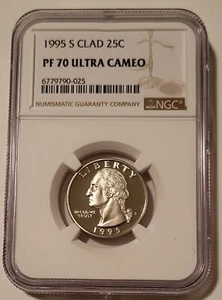 1995 S CLAD 25C
PF 70 ULTRA CAMEO
6779790-025
NUMISMATIC GUARANTY COMPANY
NGC
LIBERTY
IN GOD WE
TRUST
S
1995